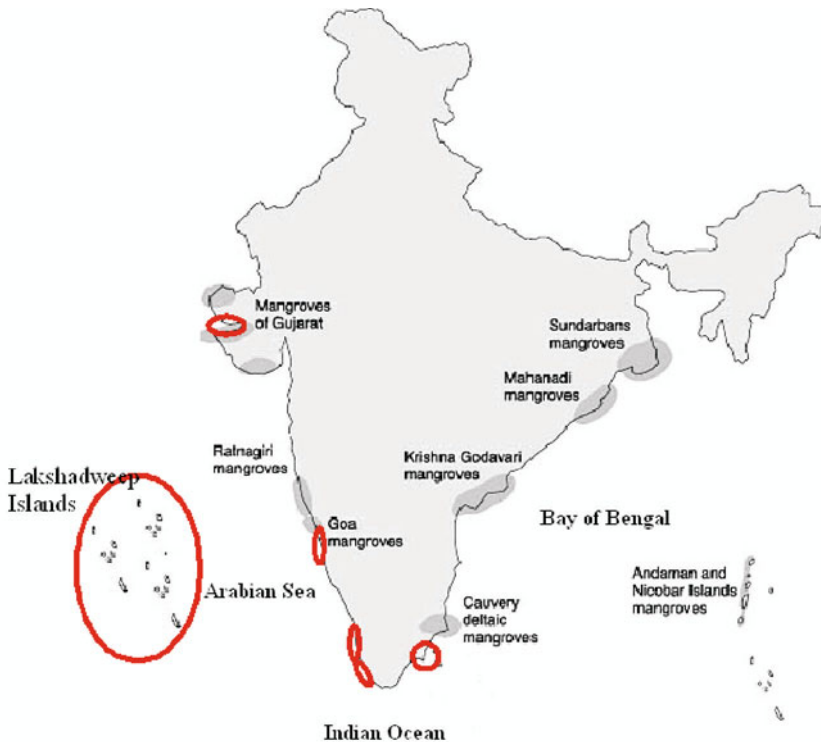 Mangroves
of Gujarat
Sundarbans
mangroves
Mahanadi
mangroves
Ratnagiri
mangroves
Krishna Godavari
mangroves
Lakshadweep
Islands
Goa
mangroves
Bay of Bengal
Arabian Sea
Andaman and
Nicobar Islands
mangroves
Cauvery
deltaic
mangroves
Indian Ocean